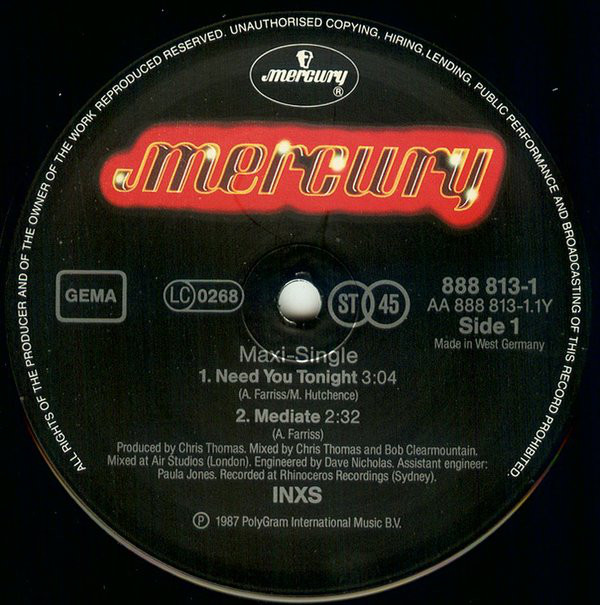 ALL RIGHTS OF THE PRODUCER AND OF THE OWNER OF THE WORK REPRODUCED RESERVED. UNAUTHORISED COPYING, HIRING, LENDING, PUBLIC PERFORMANCE AND BROADCASTING OF THIS RECORD PROHIBITED.
mercury
®
mercury
GEMA
LC 0268
ST 45
888 813-1
AA 888 813-1.1Y
Side 1
Made in West Germany
Maxi-Single
1. Need You Tonight 3:04
(A. Farriss/M. Hutchence)
2. Mediate 2:32
(A. Farriss)
Produced by Chris Thomas. Mixed by Chris Thomas and Bob Clearmountain.
Mixed at Air Studios (London). Engineered by Dave Nicholas. Assistant engineer:
Paula Jones. Recorded at Rhinoceros Recordings (Sydney).
INXS
℗ 1987 PolyGram International Music B.V.